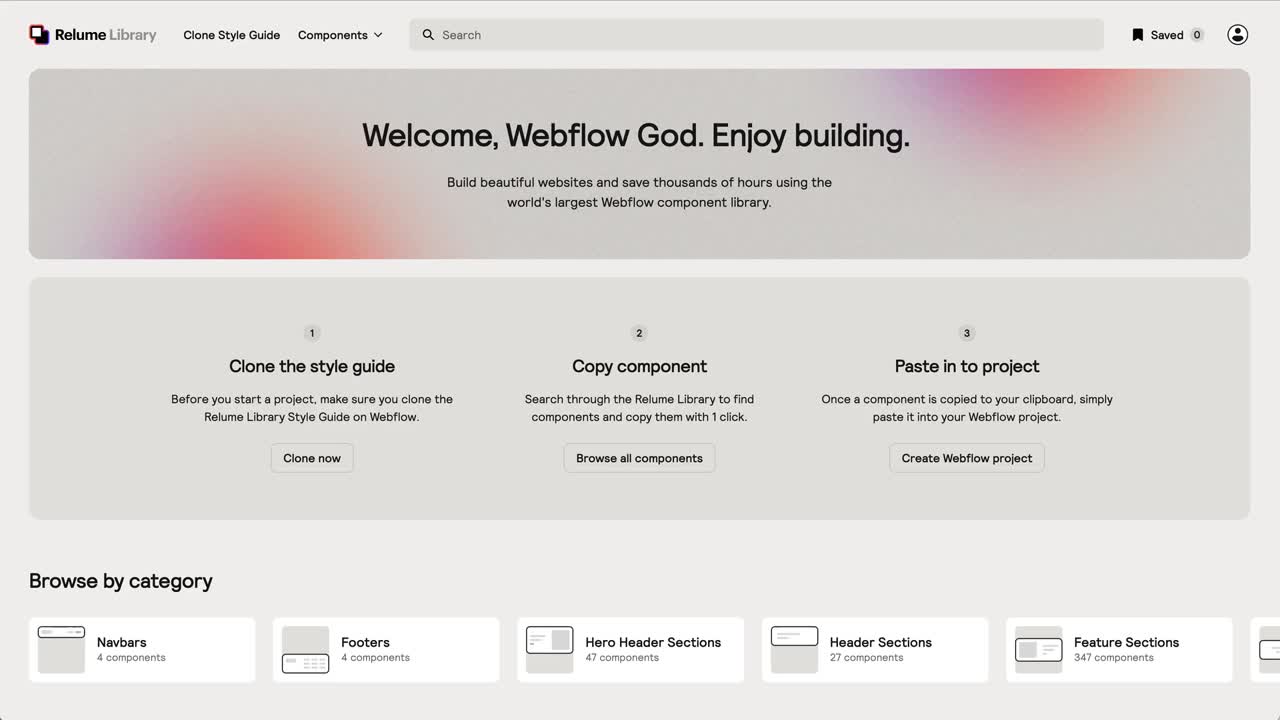 Relume Library
Clone Style Guide
Components
Search
Saved 0
Welcome, Webflow God. Enjoy building.
Build beautiful websites and save thousands of hours using the
world's largest Webflow component library.
1
Clone the style guide
Before you start a project, make sure you clone the
Relume Library Style Guide on Webflow.
Clone now
2
Copy component
Search through the Relume Library to find
components and copy them with 1 click.
Browse all components
3
Paste in to project
Once a component is copied to your clipboard, simply
paste it into your Webflow project.
Create Webflow project
Browse by category
Navbars
4 components
Footers
4 components
Hero Header Sections
47 components
Header Sections
27 components
Feature Sections
347 components